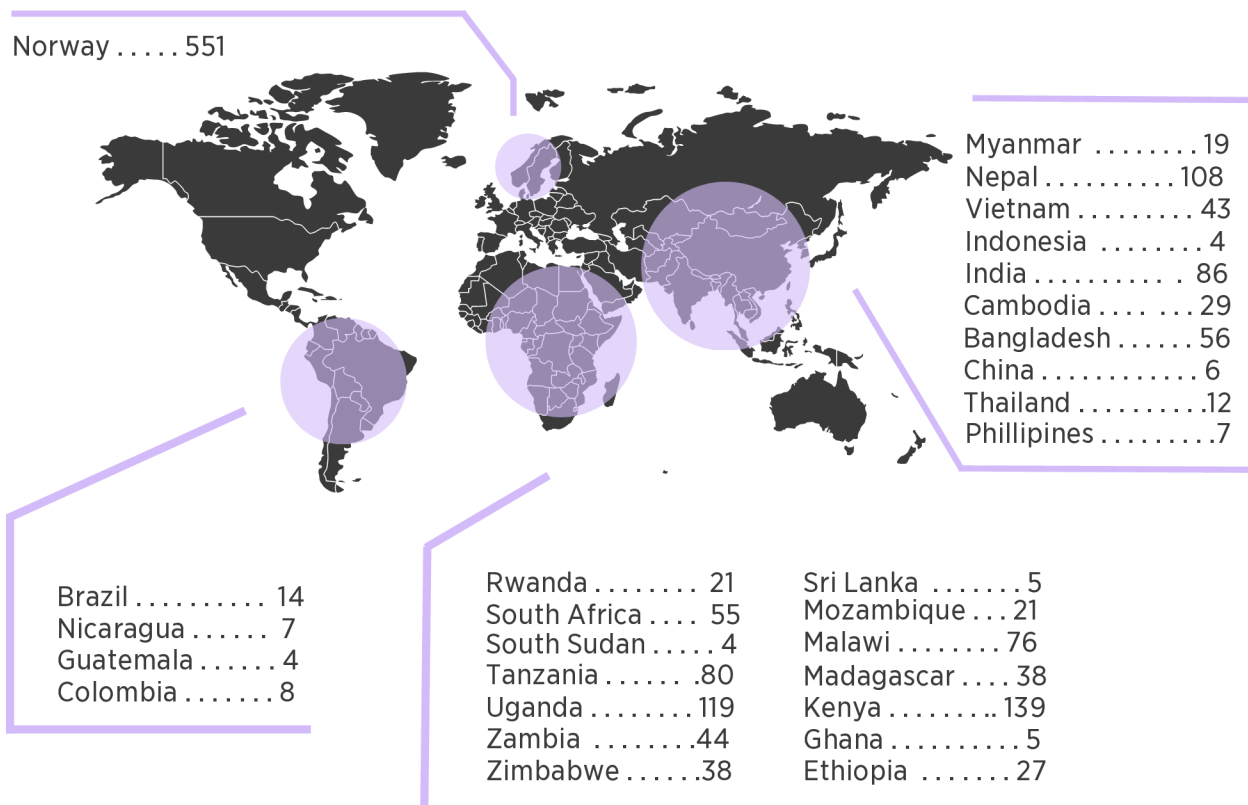 Norway . . . . . 551
Myanmar . . . . . . . . 19
Nepal . . . . . . . . . . 108
Vietnam . . . . . . . . . 43
Indonesia . . . . . . . . 4
India . . . . . . . . . . . 86
Cambodia . . . . . . . 29
Bangladesh . . . . . . 56
China . . . . . . . . . . . . 6
Thailand . . . . . . . . . .12
Phillipines . . . . . . . . .7
Brazil . . . . . . . . . . 14
Nicaragua . . . . . . 7
Guatemala . . . . . . 4
Colombia . . . . . . . 8
Rwanda . . . . . . . . 21
South Africa . . . . 55
South Sudan . . . . . 4
Tanzania . . . . . . .80
Uganda . . . . . . . . 119
Zambia . . . . . . . .44
Zimbabwe . . . . . .38
Sri Lanka . . . . . . . 5
Mozambique . . . 21
Malawi . . . . . . . . 76
Madagascar . . . . 38
Kenya . . . . . . . . .. 139
Ghana . . . . . . . . . . 5
Ethiopia . . . . . . . 27